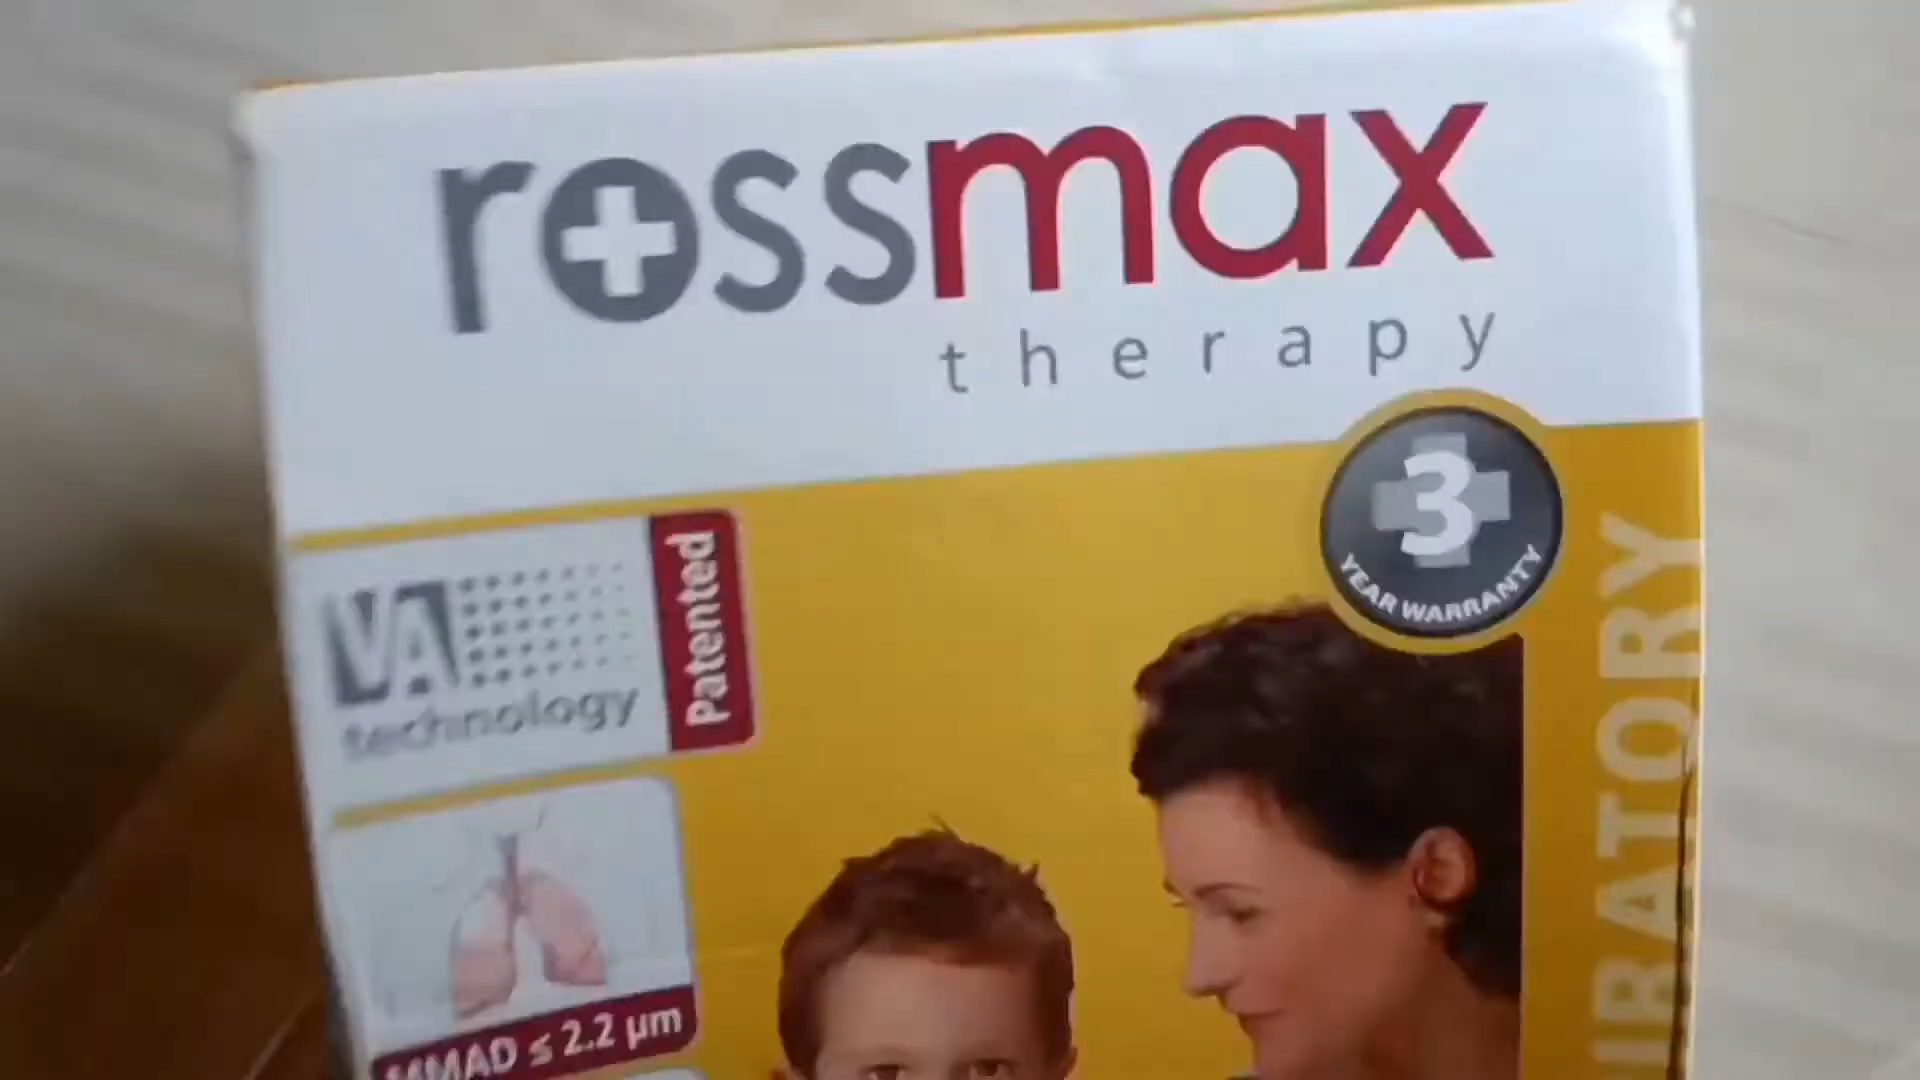 rossmax
therapy
3
YEAR WARRANTY
VA
technology
Patented
MMAD ≤ 2.2 µm